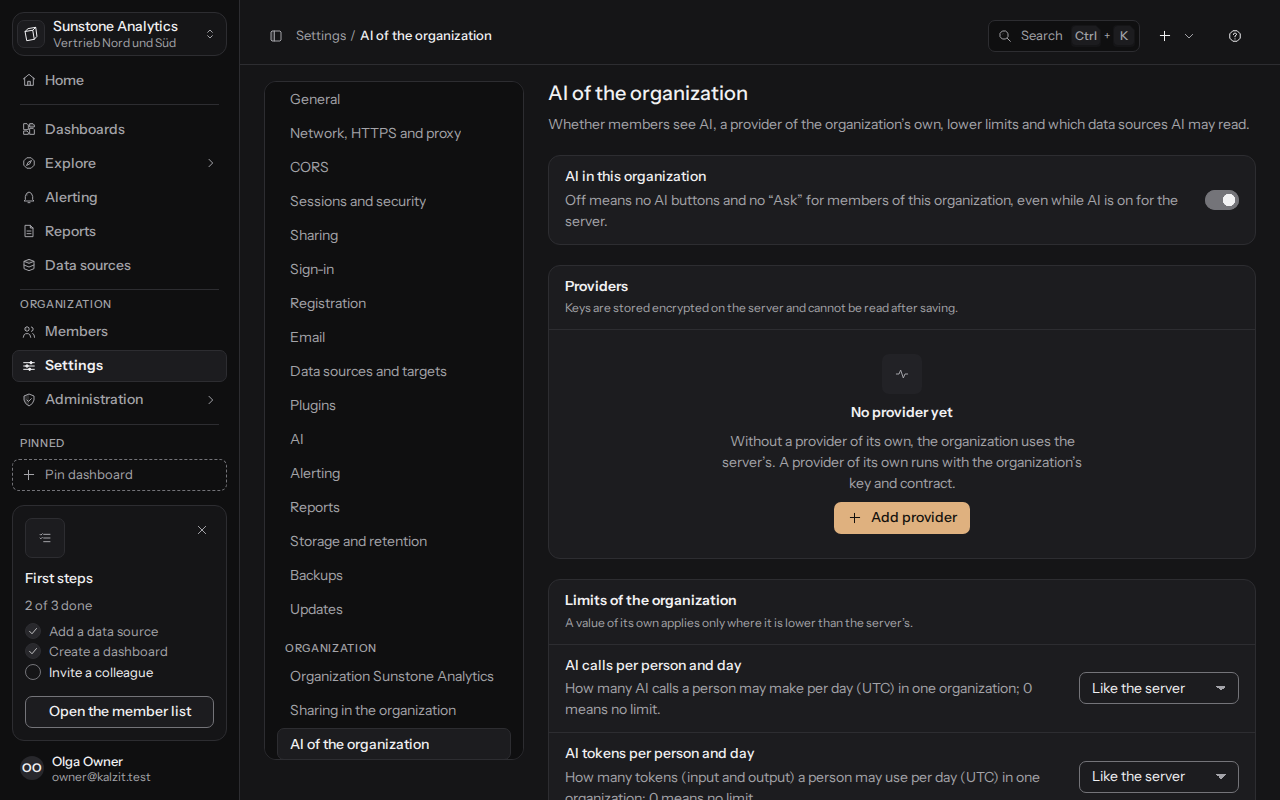 Sunstone Analytics
Vertrieb Nord und Süd
Home
Dashboards
Explore
Alerting
Reports
Data sources
ORGANIZATION
Members
Settings
Administration
PINNED
Pin dashboard
First steps
2 of 3 done
Add a data source
Create a dashboard
Invite a colleague
Open the member list
OO
Olga Owner
owner@kalzit.test
Settings / AI of the organization
Search Ctrl + K
General
Network, HTTPS and proxy
CORS
Sessions and security
Sharing
Sign-in
Registration
Email
Data sources and targets
Plugins
AI
Alerting
Reports
Storage and retention
Backups
Updates
ORGANIZATION
Organization Sunstone Analytics
Sharing in the organization
AI of the organization
AI of the organization
Whether members see AI, a provider of the organization’s own, lower limits and which data sources AI may read.
AI in this organization
Off means no AI buttons and no “Ask” for members of this organization, even while AI is on for the
server.
Providers
Keys are stored encrypted on the server and cannot be read after saving.
No provider yet
Without a provider of its own, the organization uses the
server’s. A provider of its own runs with the organization’s
key and contract.
Add provider
Limits of the organization
A value of its own applies only where it is lower than the server’s.
AI calls per person and day
How many AI calls a person may make per day (UTC) in one organization; 0
means no limit.
Like the server
AI tokens per person and day
How many tokens (input and output) a person may use per day (UTC) in one
organization; 0 means no limit.
Like the server